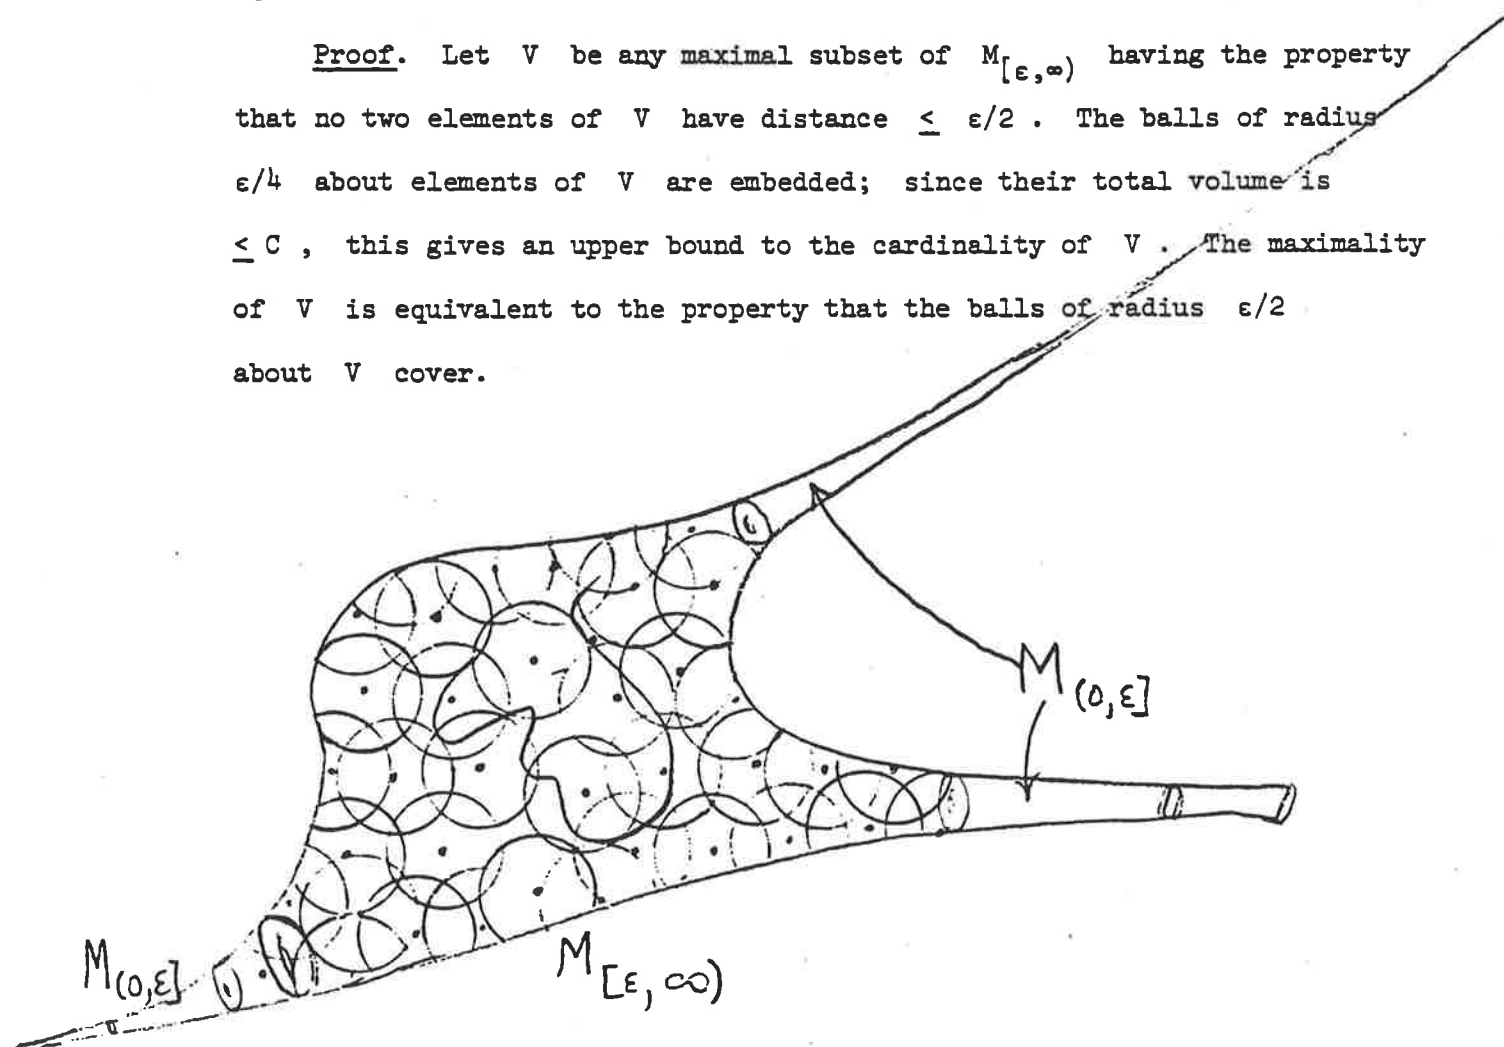 Proof. Let V be any maximal subset of M[ε,∞) having the property
that no two elements of V have distance ≤ ε/2 . The balls of radius
ε/4 about elements of V are embedded; since their total volume is
≤ C , this gives an upper bound to the cardinality of V . The maximality
of V is equivalent to the property that the balls of radius ε/2
about V cover.
M(0,ε]
M(0,ε]
M[ε,∞)